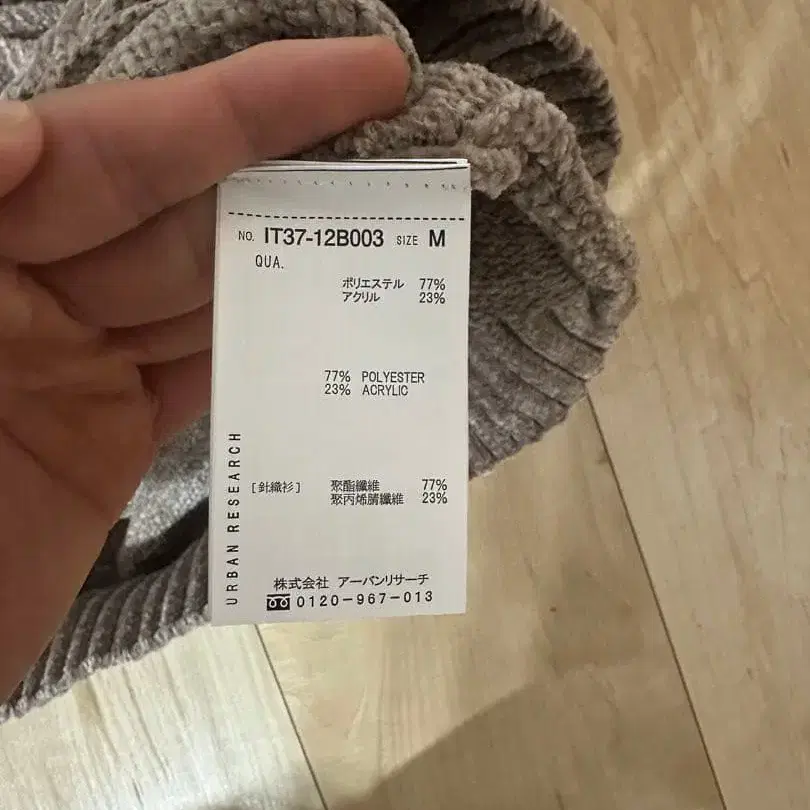 NO. IT37-12B003 SIZE M
QUA.
ポリエステル 77%
アクリル 23%
77% POLYESTER
23% ACRYLIC
[針織衫] 聚酯纖維 77%
聚丙烯腈纖維 23%
URBAN RESEARCH
株式会社 アーバンリサーチ
0120-967-013